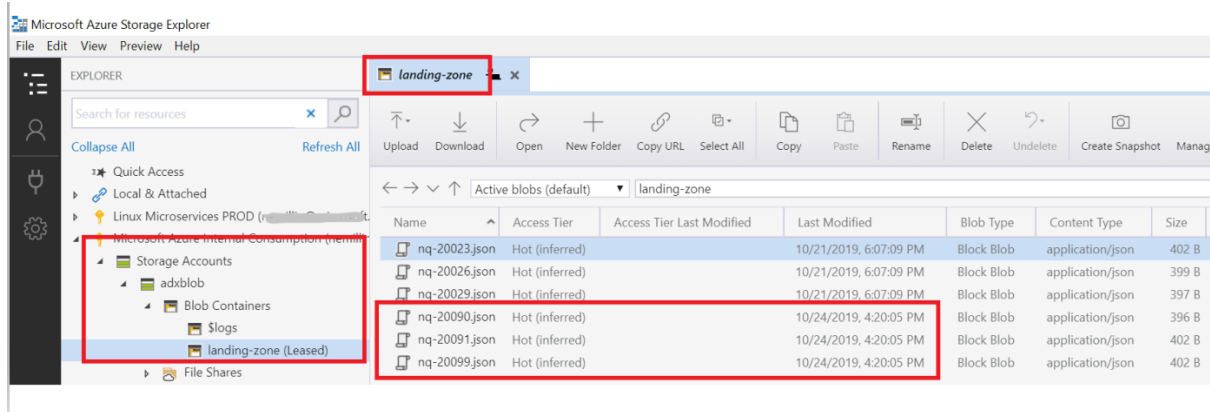 Microsoft Azure Storage Explorer
File Edit View Preview Help
EXPLORER
landing-zone
Search for resources
Collapse All Refresh All
Quick Access
Local & Attached
Linux Microservices PROD
Microsoft Azure Internal Consumption
Storage Accounts
adxblob
Blob Containers
$logs
landing-zone (Leased)
File Shares
Upload Download Open New Folder Copy URL Select All Copy Paste Rename Delete Undelete Create Snapshot Manag
Active blobs (default) landing-zone
Name Access Tier Access Tier Last Modified Last Modified Blob Type Content Type Size
nq-20023.json Hot (inferred) 10/21/2019, 6:07:09 PM Block Blob application/json 402 B
nq-20026.json Hot (inferred) 10/21/2019, 6:07:09 PM Block Blob application/json 399 B
nq-20029.json Hot (inferred) 10/21/2019, 6:07:09 PM Block Blob application/json 397 B
nq-20090.json Hot (inferred) 10/24/2019, 4:20:05 PM Block Blob application/json 396 B
nq-20091.json Hot (inferred) 10/24/2019, 4:20:05 PM Block Blob application/json 402 B
nq-20099.json Hot (inferred) 10/24/2019, 4:20:05 PM Block Blob application/json 402 B